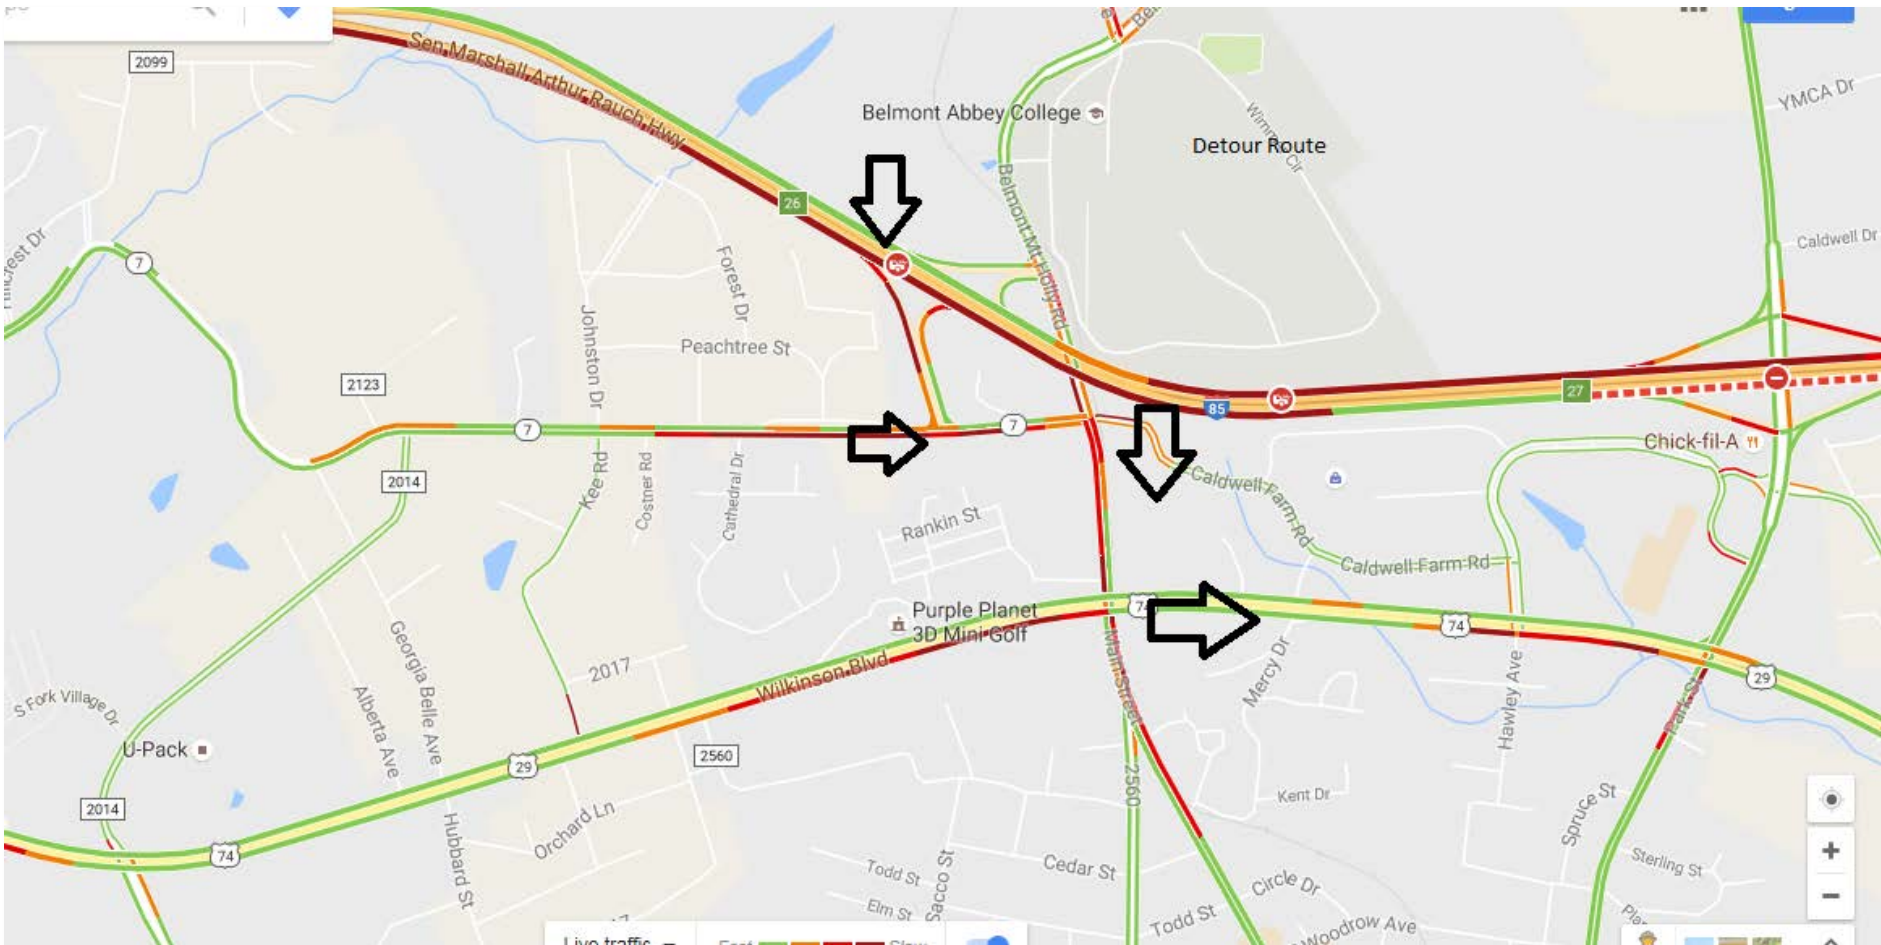 2099
Sen Marshall Arthur Rauch Hwy
Belmont Abbey College
Detour Route
Wimmer Cir
YMCA Dr
Caldwell Dr
26
Belmont Mt Holly Rd
7
Forest Dr
Johnston Dr
Peachtree St
2123
85
27
7
7
Chick-fil-A
2014
Kee Rd
Costner Rd
Cathedral Dr
Rankin St
Caldwell Farm Rd
Caldwell Farm Rd
Purple Planet
3D Mini Golf
74
74
Georgia Belle Ave
2017
Wilkinson Blvd
Main Street
Mercy Dr
Hawley Ave
29
Park St
S Fork Village Dr
Alberta Ave
U-Pack
29
2560
2560
Kent Dr
Spruce St
2014
74
Hubbard St
Orchard Ln
Todd St
Sacco St
Cedar St
Circle Dr
Sterling St
Elm St
Todd St
Woodrow Ave
Live traffic
Fast
Slow